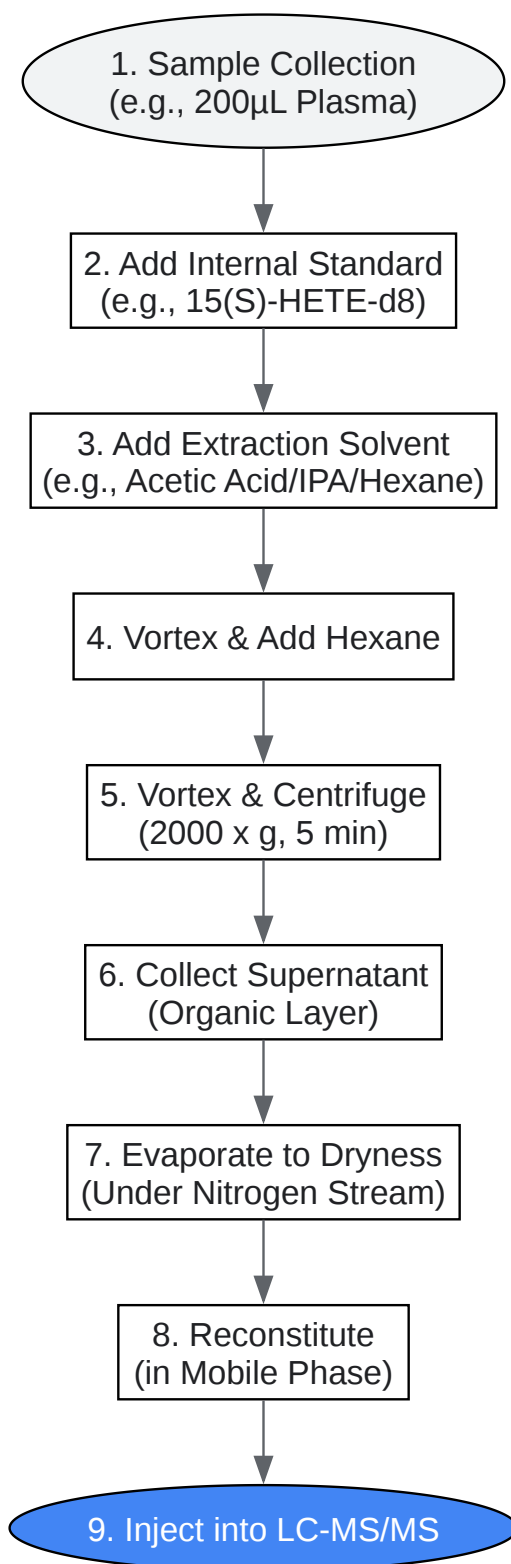 1. Sample Collection
(e.g., 200µL Plasma)
2. Add Internal Standard
(e.g., 15(S)-HETE-d8)
3. Add Extraction Solvent
(e.g., Acetic Acid/IPA/Hexane)
4. Vortex & Add Hexane
5. Vortex & Centrifuge
(2000 x g, 5 min)
6. Collect Supernatant
(Organic Layer)
7. Evaporate to Dryness
(Under Nitrogen Stream)
8. Reconstitute
(in Mobile Phase)
9. Inject into LC-MS/MS